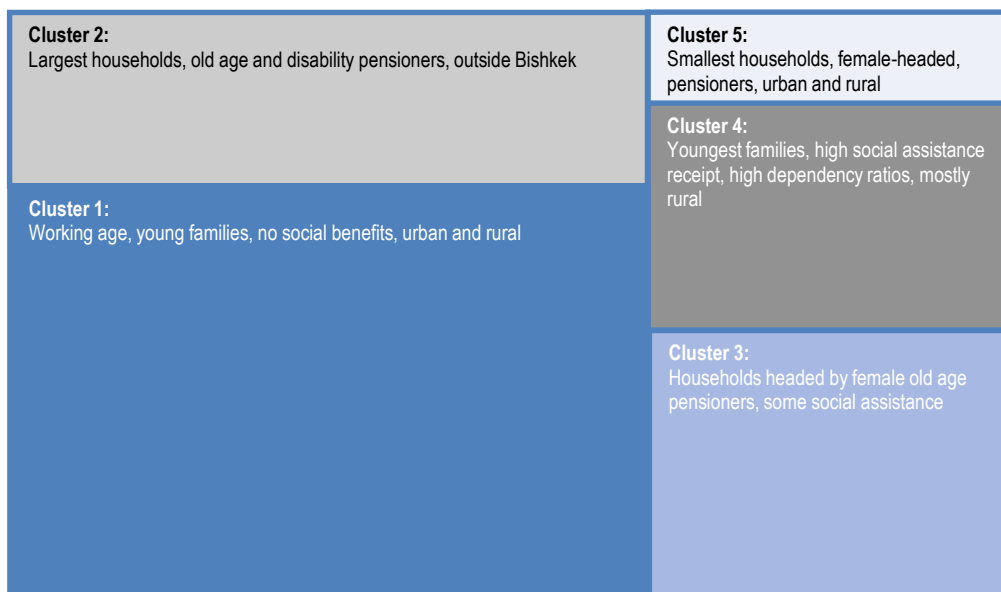 Cluster 2:
Largest households, old age and disability pensioners, outside Bishkek
Cluster 1:
Working age, young families, no social benefits, urban and rural
Cluster 5:
Smallest households, female-headed,
pensioners, urban and rural
Cluster 4:
Youngest families, high social assistance
receipt, high dependency ratios, mostly
rural
Cluster 3:
Households headed by female old age
pensioners, some social assistance